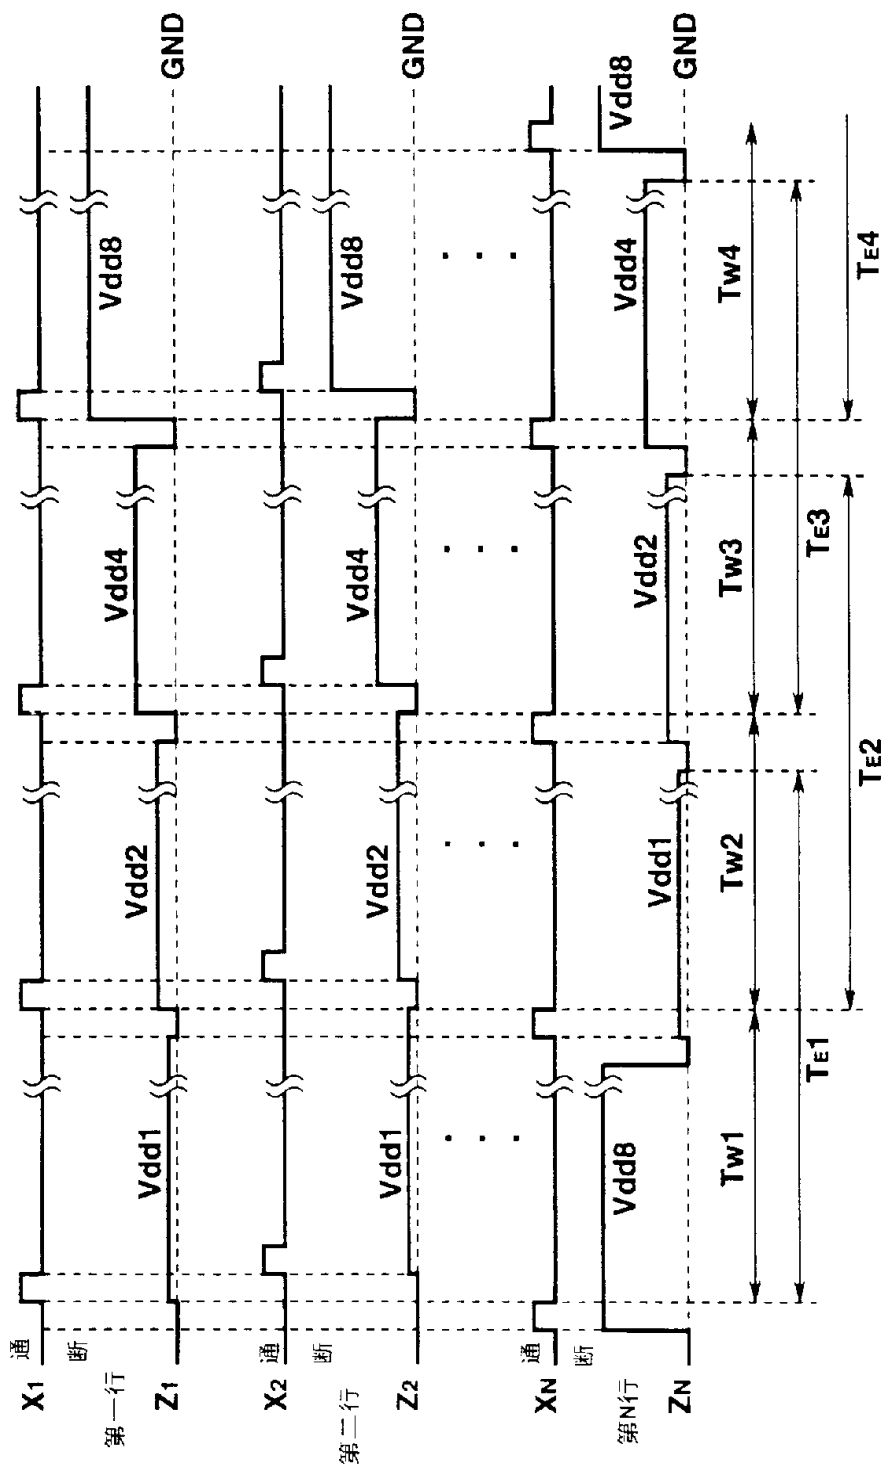 X1 通 断
第一行
Z1 Vdd1 Vdd2 Vdd4 Vdd8 GND
X2 通 断
第二行
Z2 Vdd1 Vdd2 Vdd4 Vdd8 GND
· · · · · · · · · · · ·
XN 通 断
第N行
ZN Vdd8 Vdd1 Vdd2 Vdd4 Vdd8 GND
TW1 TW2 TW3 TW4
TE1 TE3
TE2 TE4